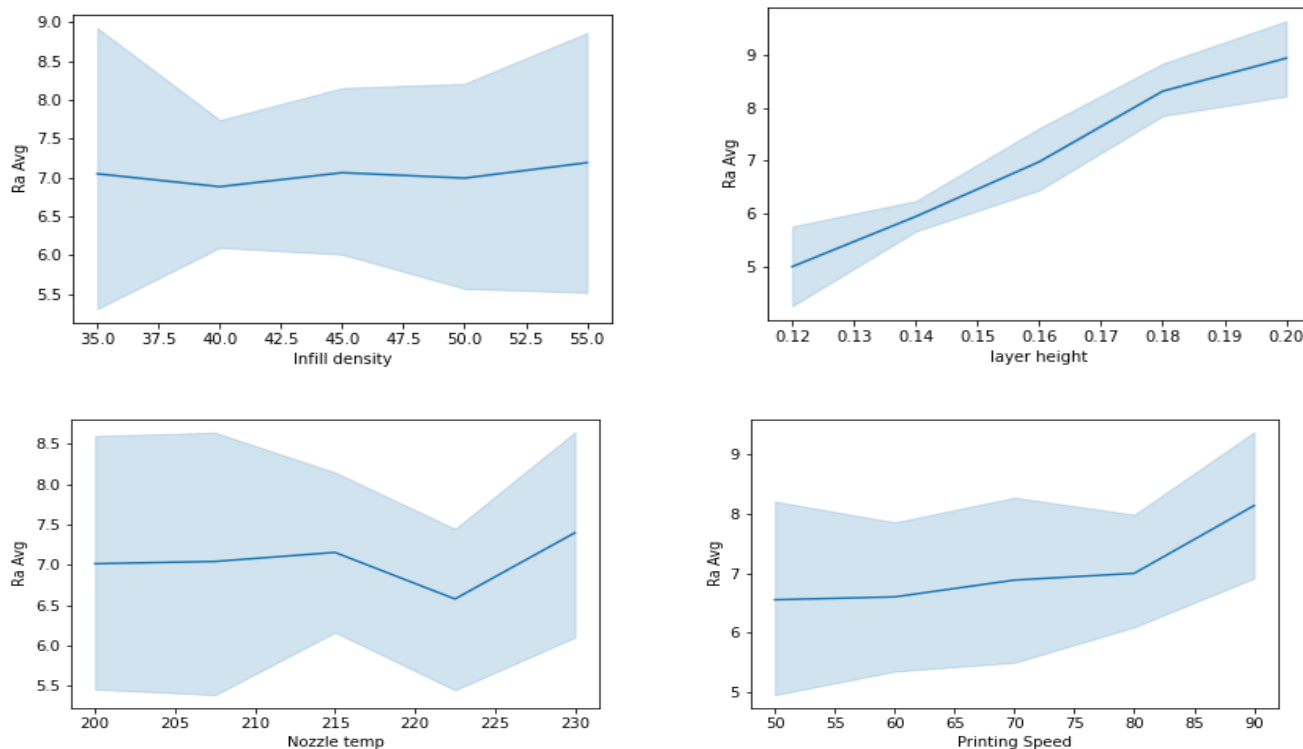 9.0
8.5
8.0
7.5
7.0
6.5
6.0
5.5
Ra Avg
35.0 37.5 40.0 42.5 45.0 47.5 50.0 52.5 55.0
Infill density
9
8
7
6
5
Ra Avg
0.12 0.13 0.14 0.15 0.16 0.17 0.18 0.19 0.20
layer height
8.5
8.0
7.5
7.0
6.5
6.0
5.5
Ra Avg
200 205 210 215 220 225 230
Nozzle temp
9
8
7
6
5
Ra Avg
50 55 60 65 70 75 80 85 90
Printing Speed